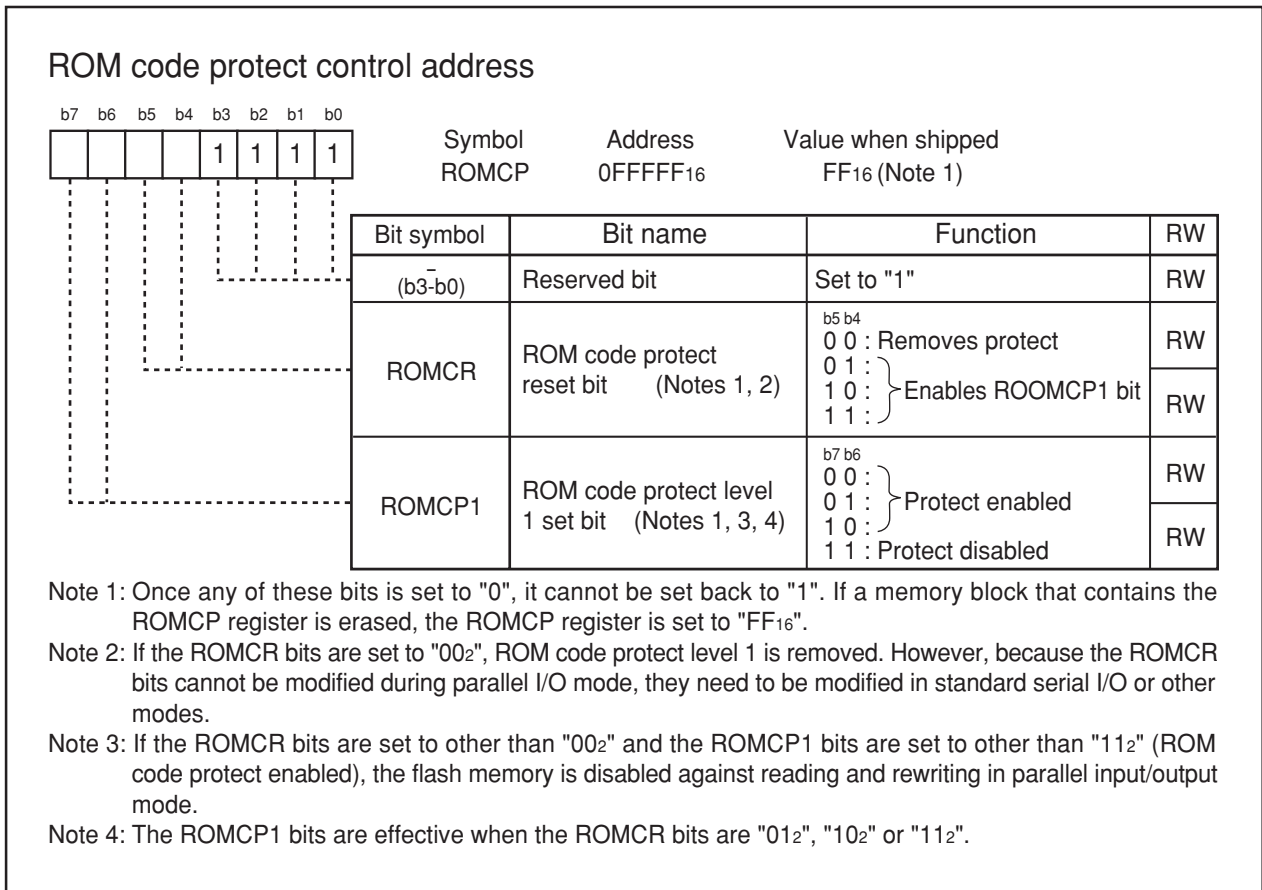 ROM code protect control address
b7 b6 b5 b4 b3 b2 b1 b0
1 1 1 1
Symbol Address Value when shipped
ROMCP 0FFFFF16 FF16 (Note 1)
Bit symbol Bit name Function RW
–
(b3-b0) Reserved bit Set to "1" RW
ROMCR
ROM code protect
reset bit (Notes 1, 2)
b5 b4
0 0 : Removes protect
0 1 :
1 0 : Enables ROOMCP1 bit
1 1 :
RW
RW
ROMCP1
ROM code protect level
1 set bit (Notes 1, 3, 4)
b7 b6
0 0 :
0 1 : Protect enabled
1 0 :
1 1 : Protect disabled
RW
RW
Note 1: Once any of these bits is set to "0", it cannot be set back to "1". If a memory block that contains the
ROMCP register is erased, the ROMCP register is set to "FF16".
Note 2: If the ROMCR bits are set to "002", ROM code protect level 1 is removed. However, because the ROMCR
bits cannot be modified during parallel I/O mode, they need to be modified in standard serial I/O or other
modes.
Note 3: If the ROMCR bits are set to other than "002" and the ROMCP1 bits are set to other than "112" (ROM
code protect enabled), the flash memory is disabled against reading and rewriting in parallel input/output
mode.
Note 4: The ROMCP1 bits are effective when the ROMCR bits are "012", "102" or "112".